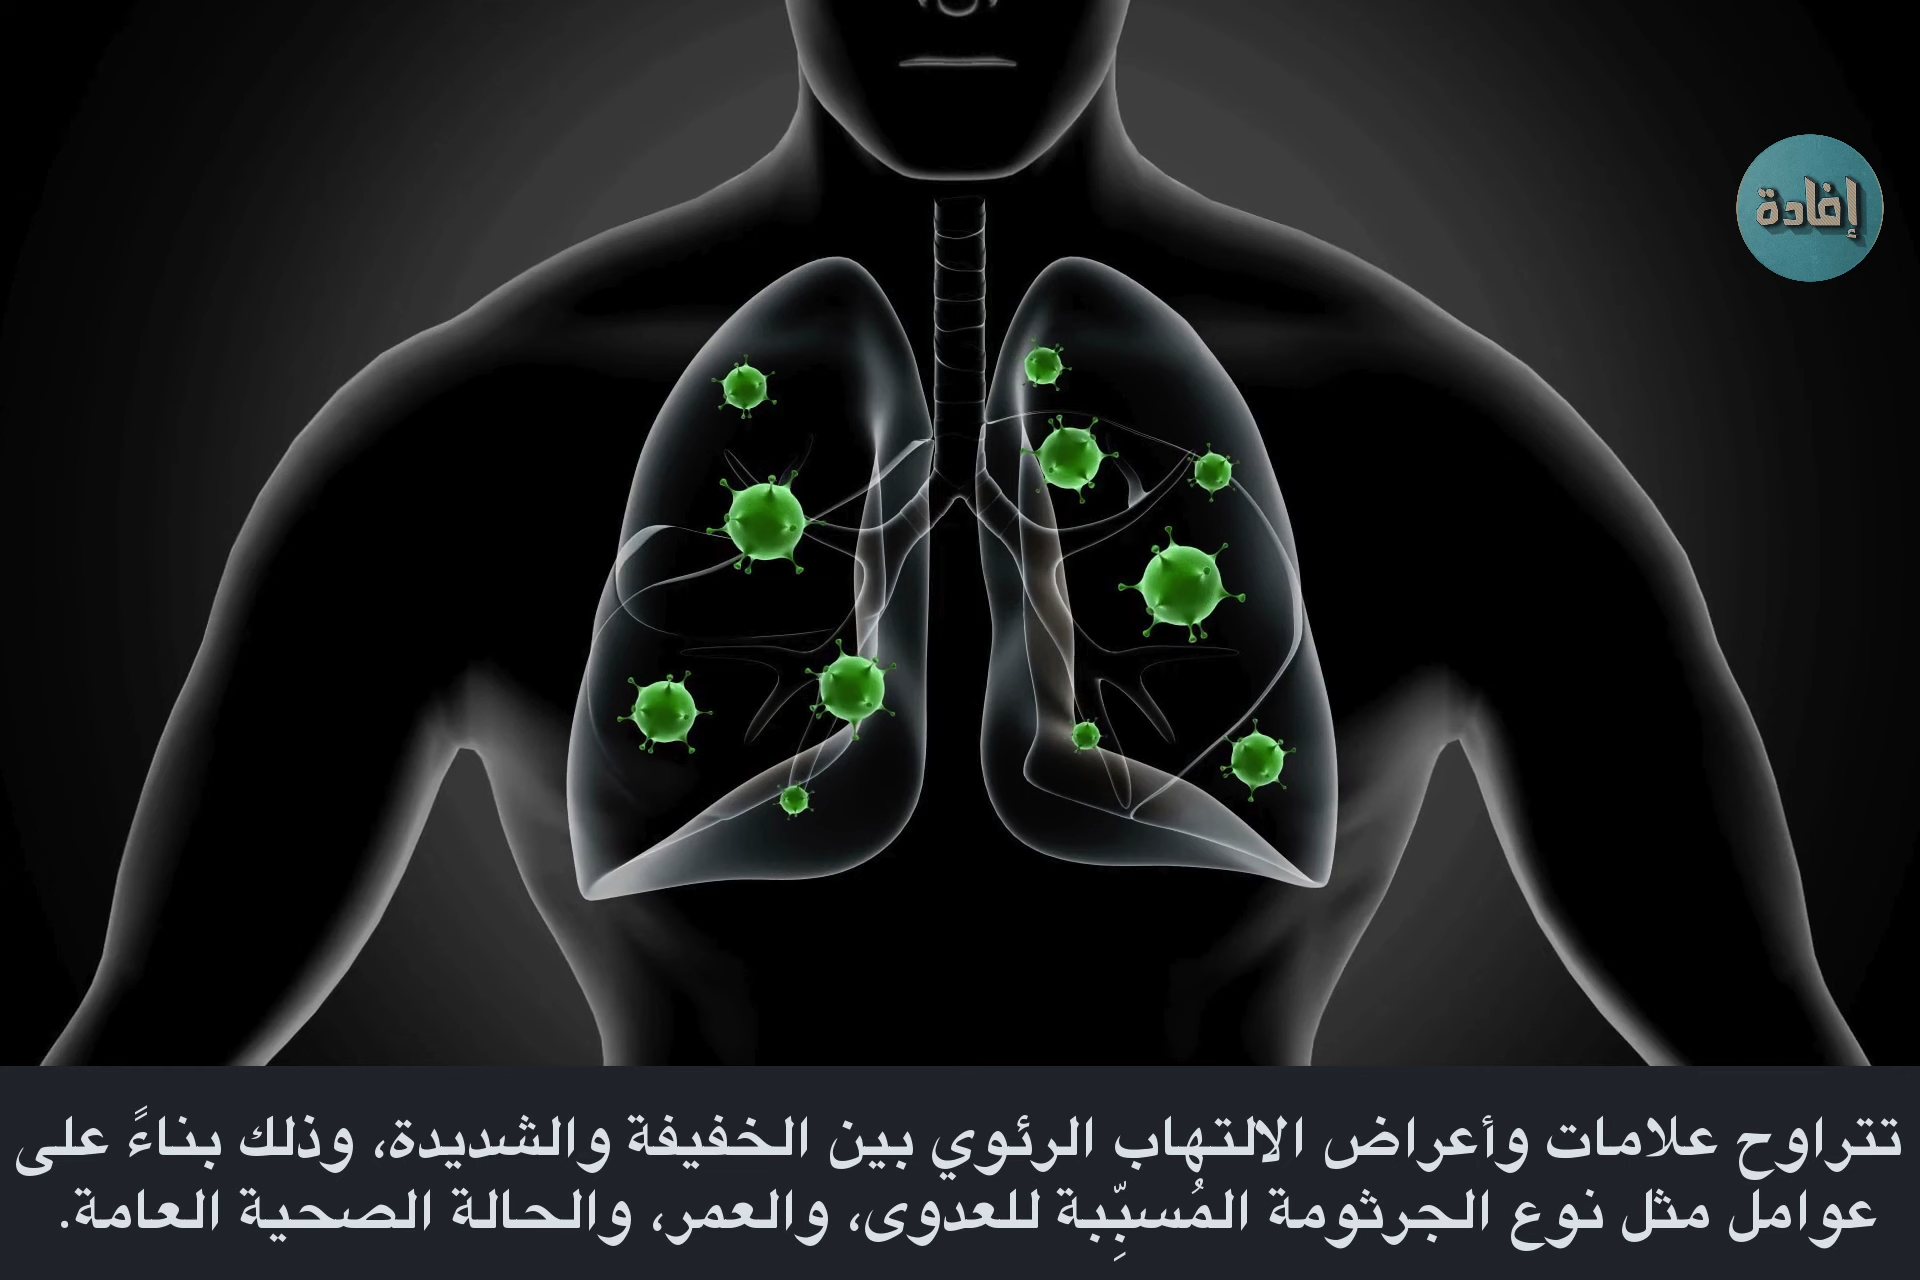 إفادة
تتراوح علامات وأعراض الالتهاب الرئوي بين الخفيفة والشديدة، وذلك بناءً على
عوامل مثل نوع الجرثومة المُسبِّبة للعدوى، والعمر، والحالة الصحية العامة.